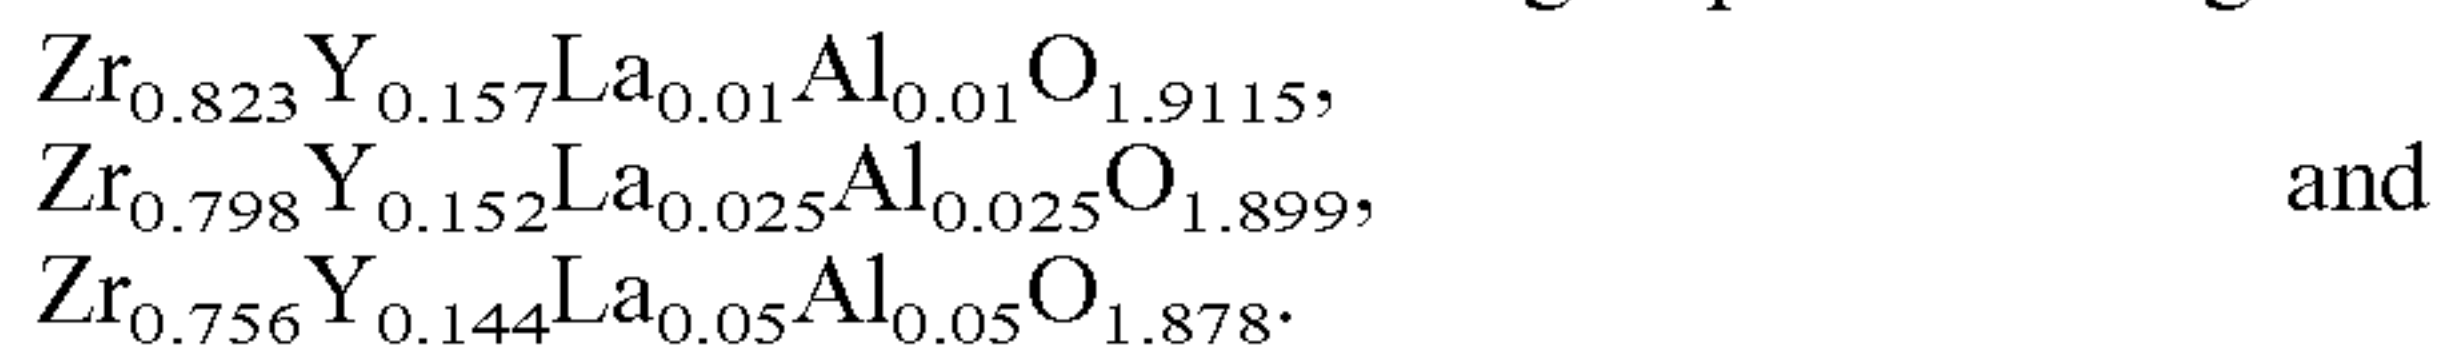 Zr0.823Y0.157La0.01Al0.01O1.9115,
Zr0.798Y0.152La0.025Al0.025O1.899, and
Zr0.756Y0.144La0.05Al0.05O1.878.